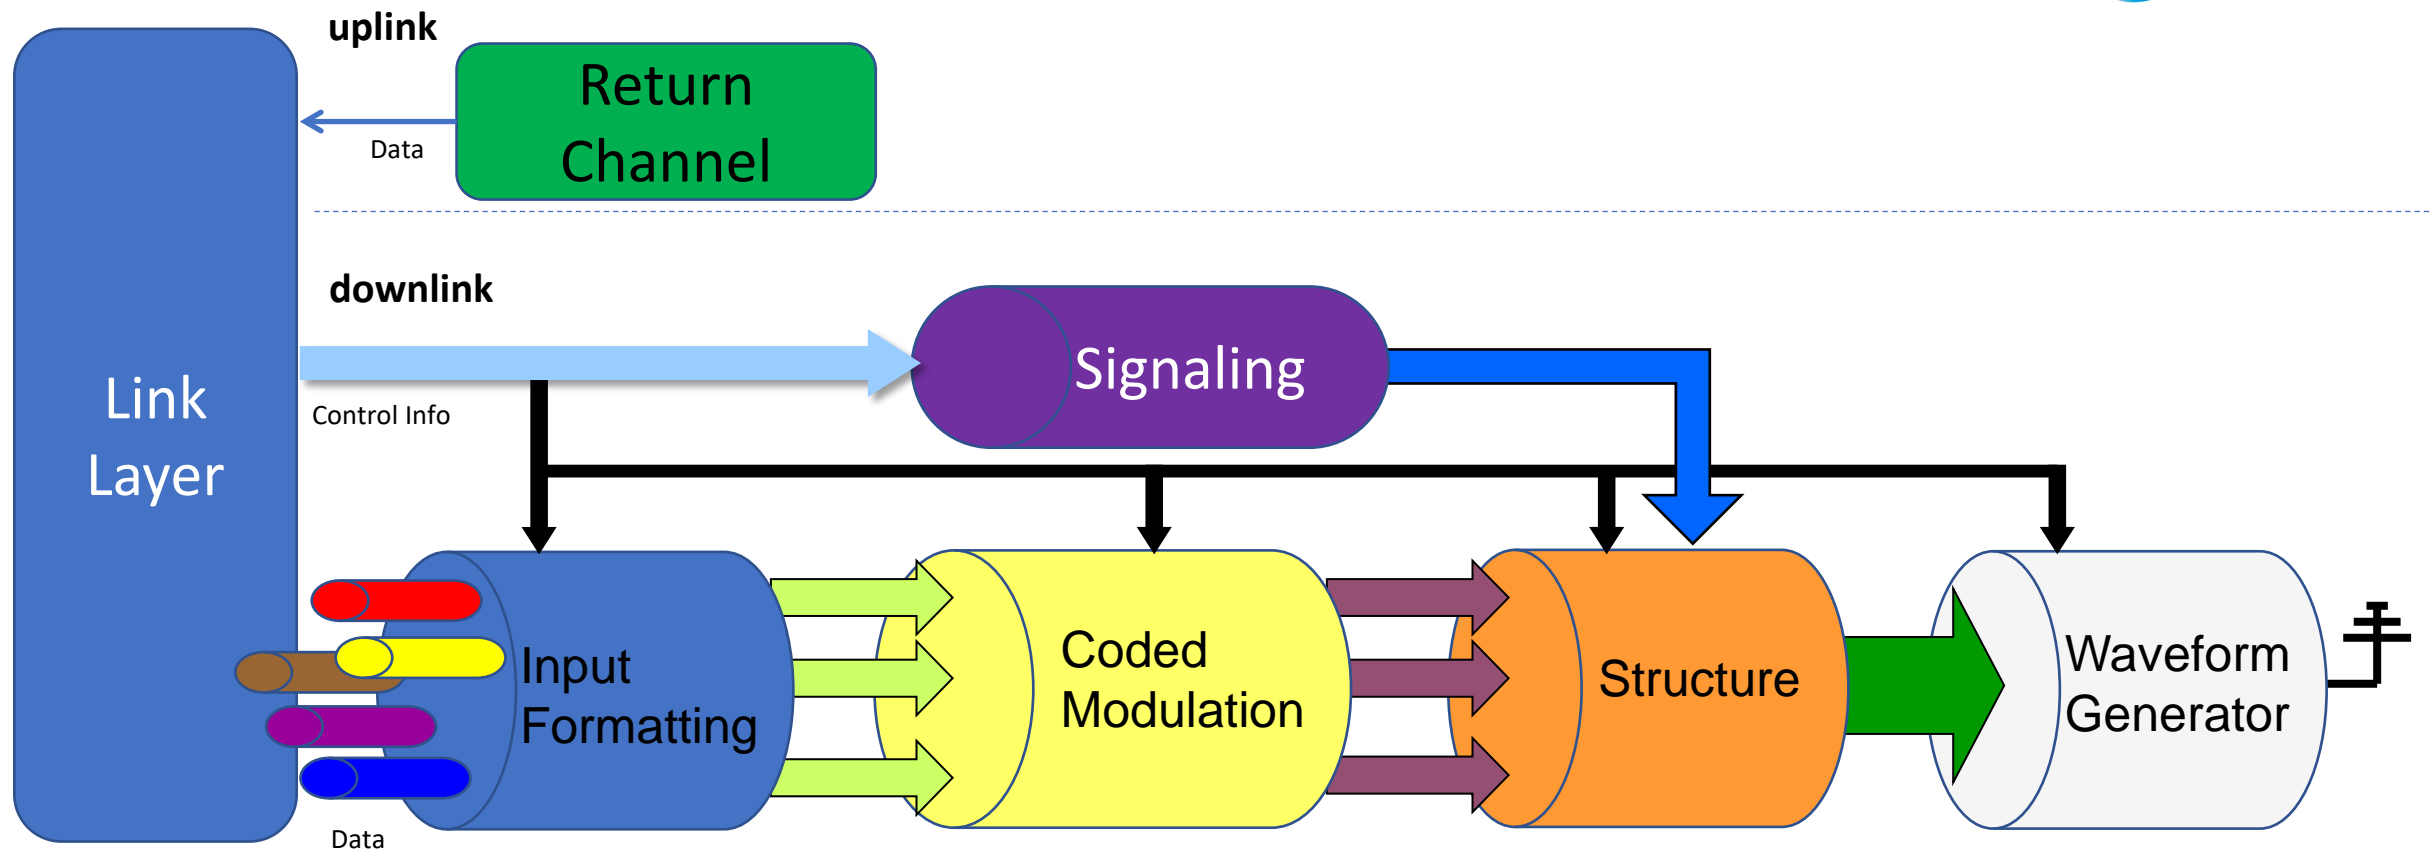 uplink
Return
Channel
Data
downlink
Link
Layer
Control Info
Signaling
Input
Formatting
Coded
Modulation
Structure
Waveform
Generator
Data